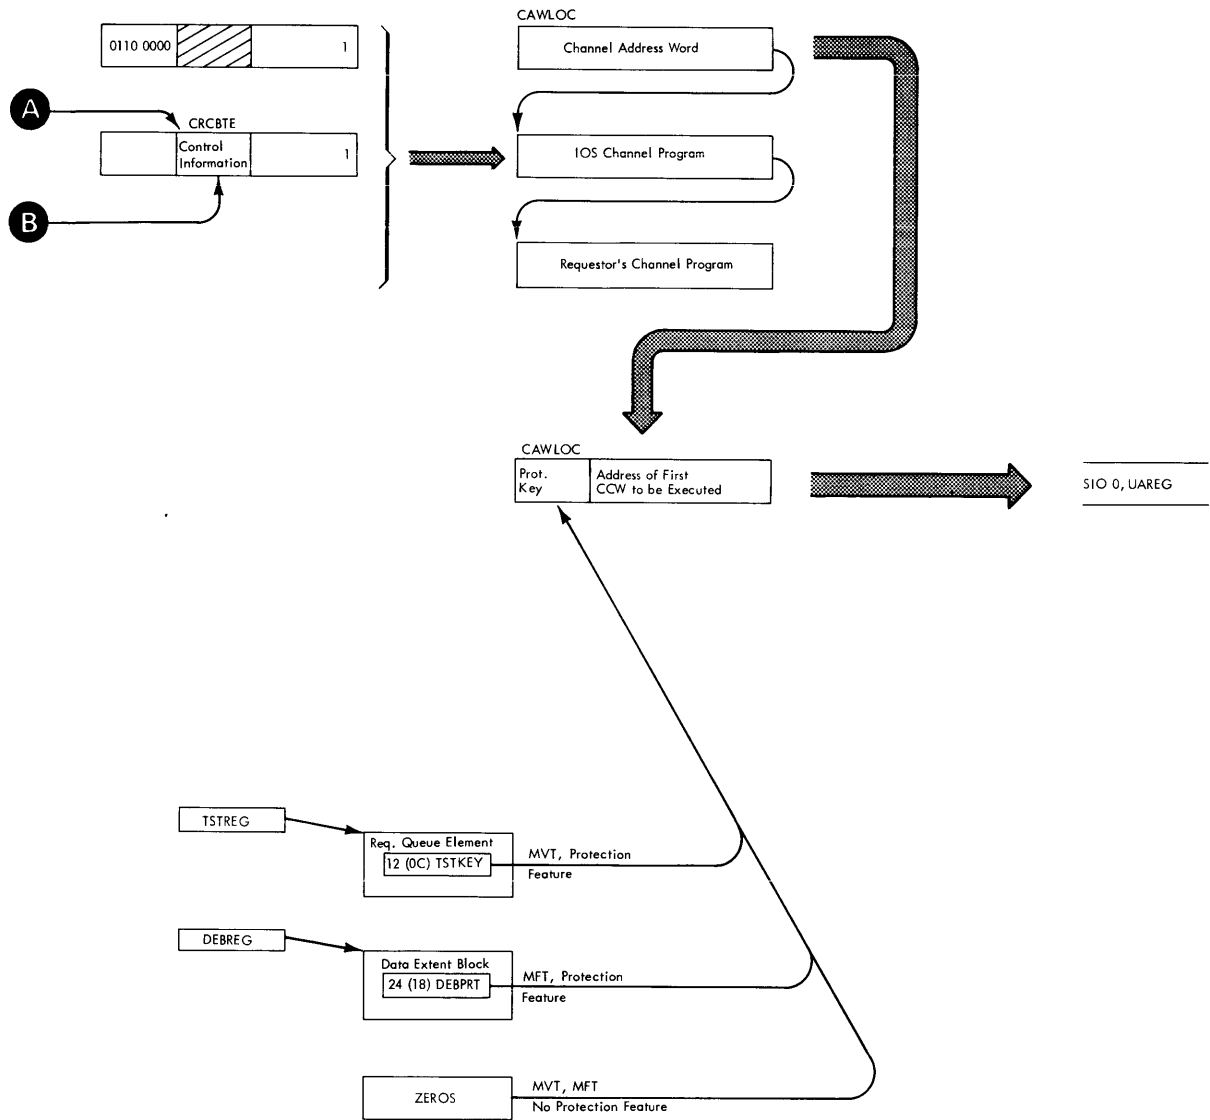 CAWLOC
0110 0000
1
Channel Address Word
A
CRCBTE
Control
Information
1
IOS Channel Program
B
Requestor's Channel Program
CAWLOC
Prot.
Key
Address of First
CCW to be Executed
SIO 0, UAREG
TSTREG
Req. Queue Element
12 (0C) TSTKEY
MVT, Protection
Feature
DEBREG
Data Extent Block
24 (18) DEBPRT
MFT, Protection
Feature
ZEROS
MVT, MFT
No Protection Feature